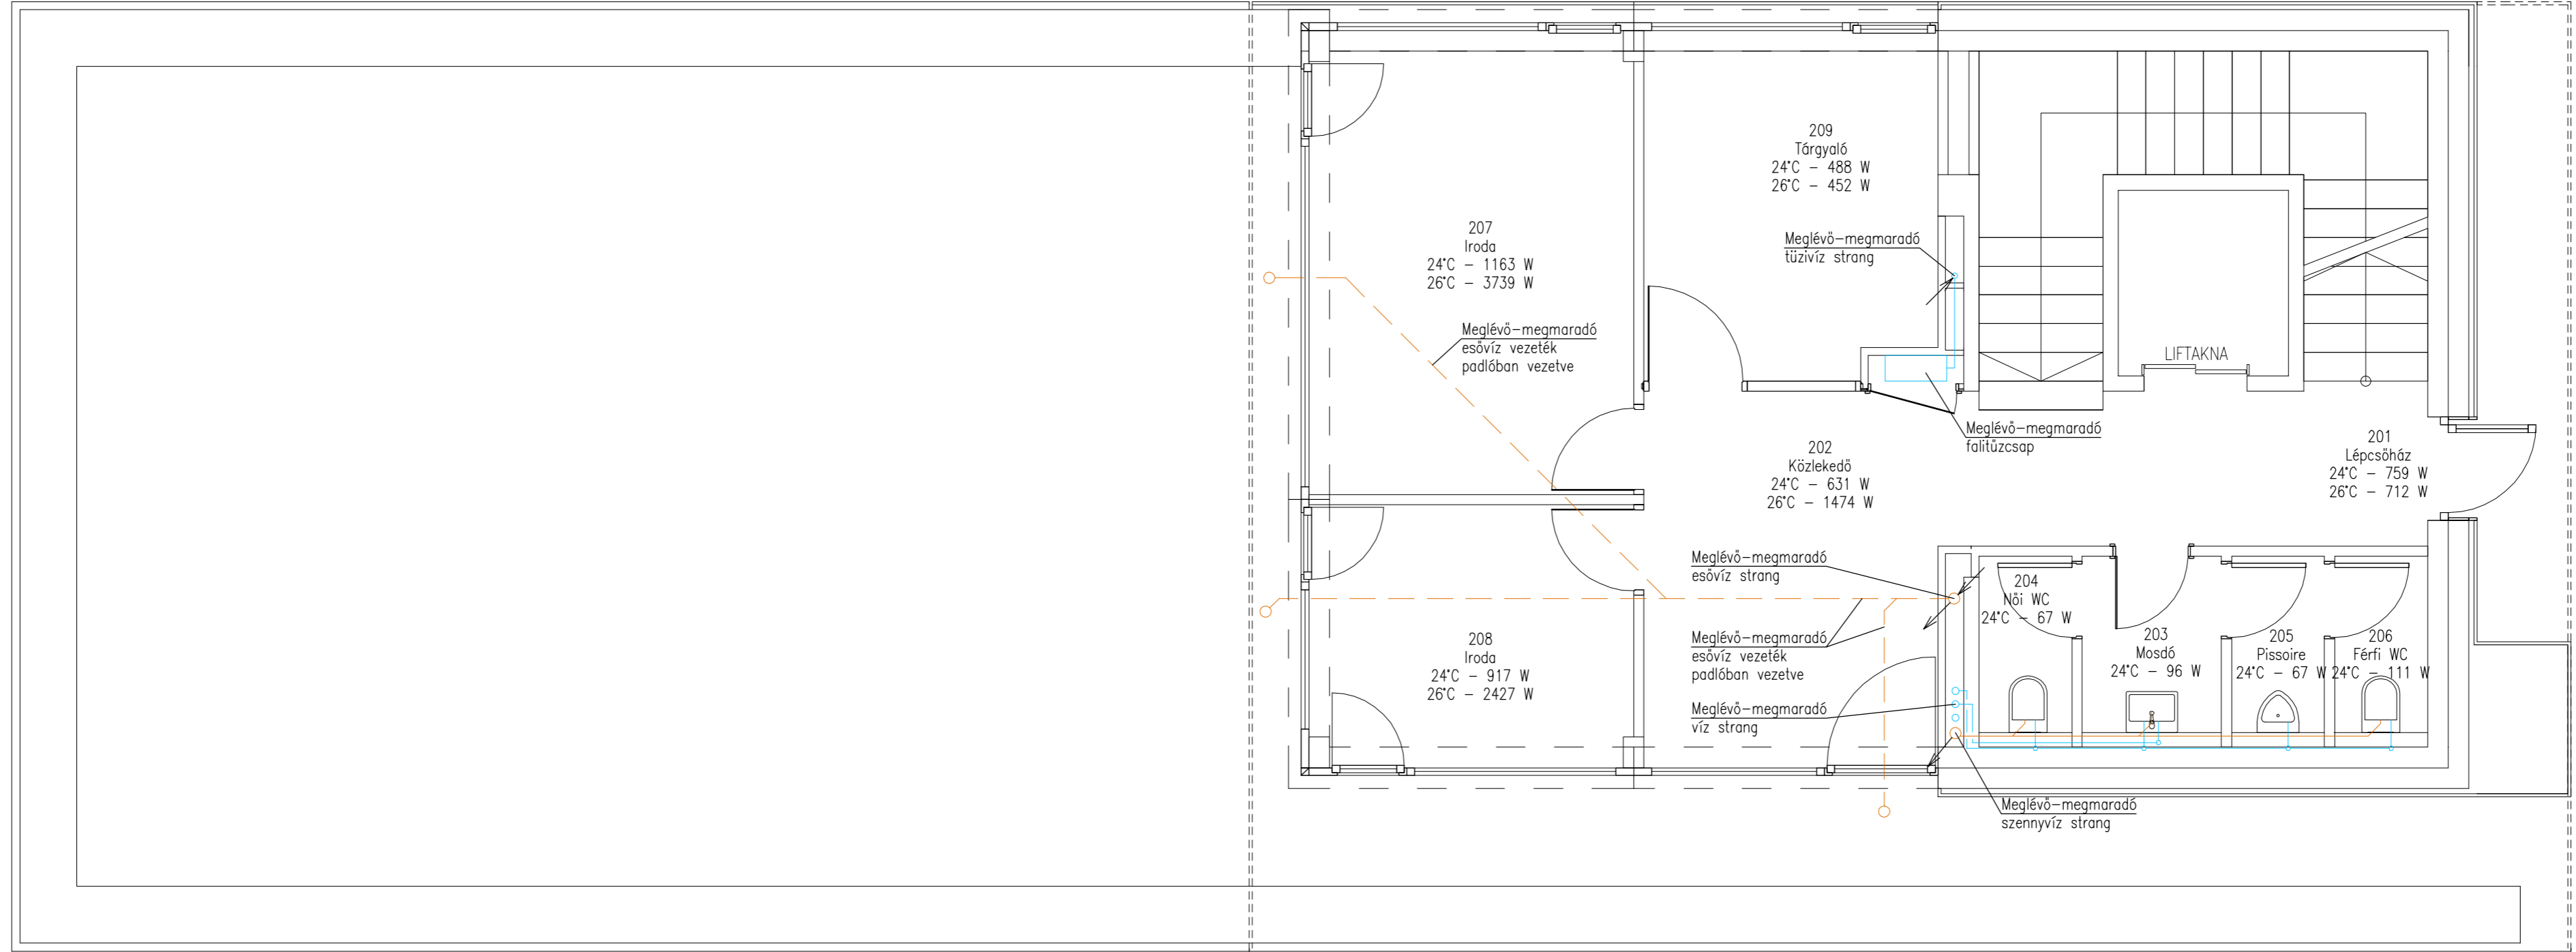 209
Tárgyaló
24°C - 488 W
26°C - 452 W
207
Iroda
24°C - 1163 W
26°C - 3739 W
Meglévő-megmaradó
tüzivíz strang
Meglévő-megmaradó
esővíz vezeték
padlóban vezetve
LIFTAKNA
Meglévő-megmaradó
falitűzcsap
202
Közlekedő
24°C - 631 W
26°C - 1474 W
201
Lépcsőház
24°C - 759 W
26°C - 712 W
Meglévő-megmaradó
esővíz strang
204
Női WC
24°C - 67 W
208
Iroda
24°C - 917 W
26°C - 2427 W
Meglévő-megmaradó
esővíz vezeték
padlóban vezetve
203
Mosdó
24°C - 96 W
205
Pissoire
24°C - 67 W
206
Férfi WC
24°C - 111 W
Meglévő-megmaradó
víz strang
Meglévő-megmaradó
szennyvíz strang